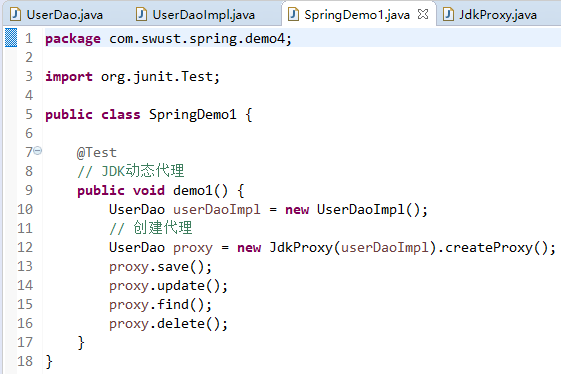 UserDao.java UserDaoImpl.java SpringDemo1.java JdkProxy.java
1 package com.swust.spring.demo4;
2
3 import org.junit.Test;
4
5 public class SpringDemo1 {
6
7 @Test
8 // JDK动态代理
9 public void demo1() {
10 UserDao userDaoImpl = new UserDaoImpl();
11 // 创建代理
12 UserDao proxy = new JdkProxy(userDaoImpl).createProxy();
13 proxy.save();
14 proxy.update();
15 proxy.find();
16 proxy.delete();
17 }
18 }